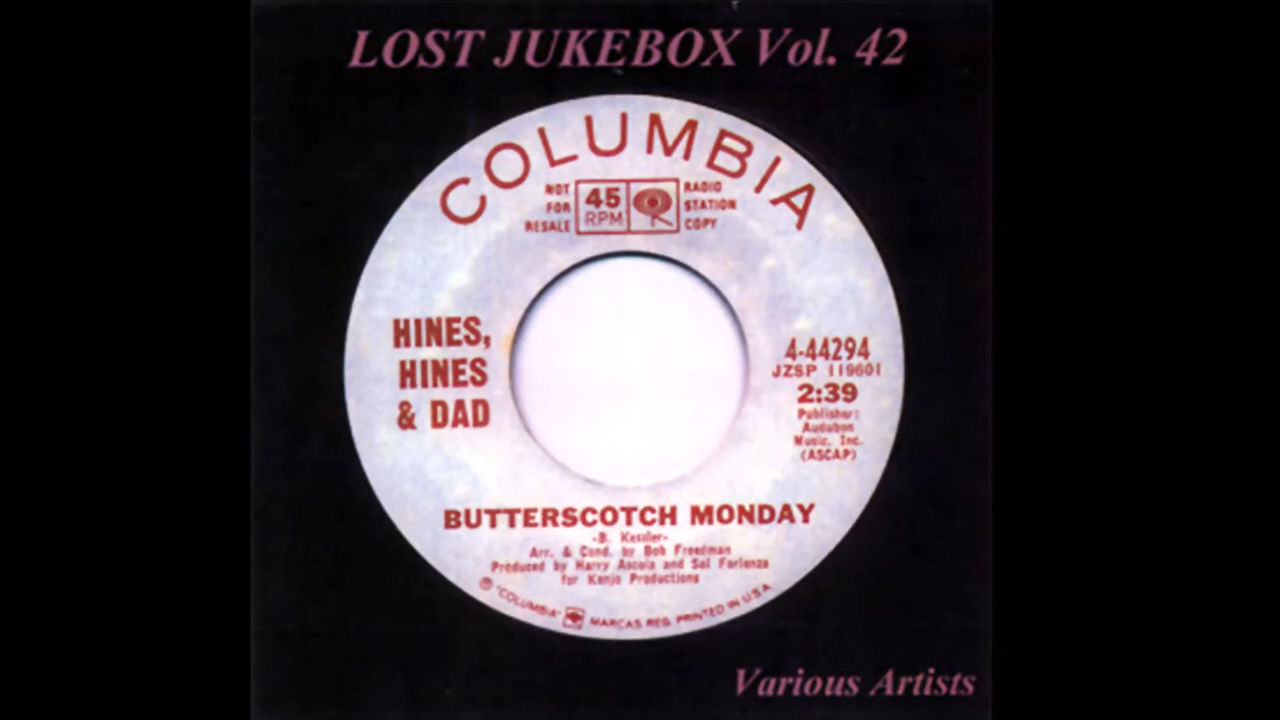 LOST JUKEBOX Vol. 42
COLUMBIA
NOT
FOR
RESALE
45
RPM
RADIO
STATION
COPY
HINES,
HINES
& DAD
4-44294
JZSP 119601
2:39
Publisher:
Audubon
Music, Inc.
(ASCAP)
BUTTERSCOTCH MONDAY
-B. Kessler-
Arr. & Cond. by Bob Freedman
Produced by Harry Ascola and Sal Forlenza
for Kenjo Productions
℗ "COLUMBIA" MARCAS REG. PRINTED IN U.S.A.
Various Artists